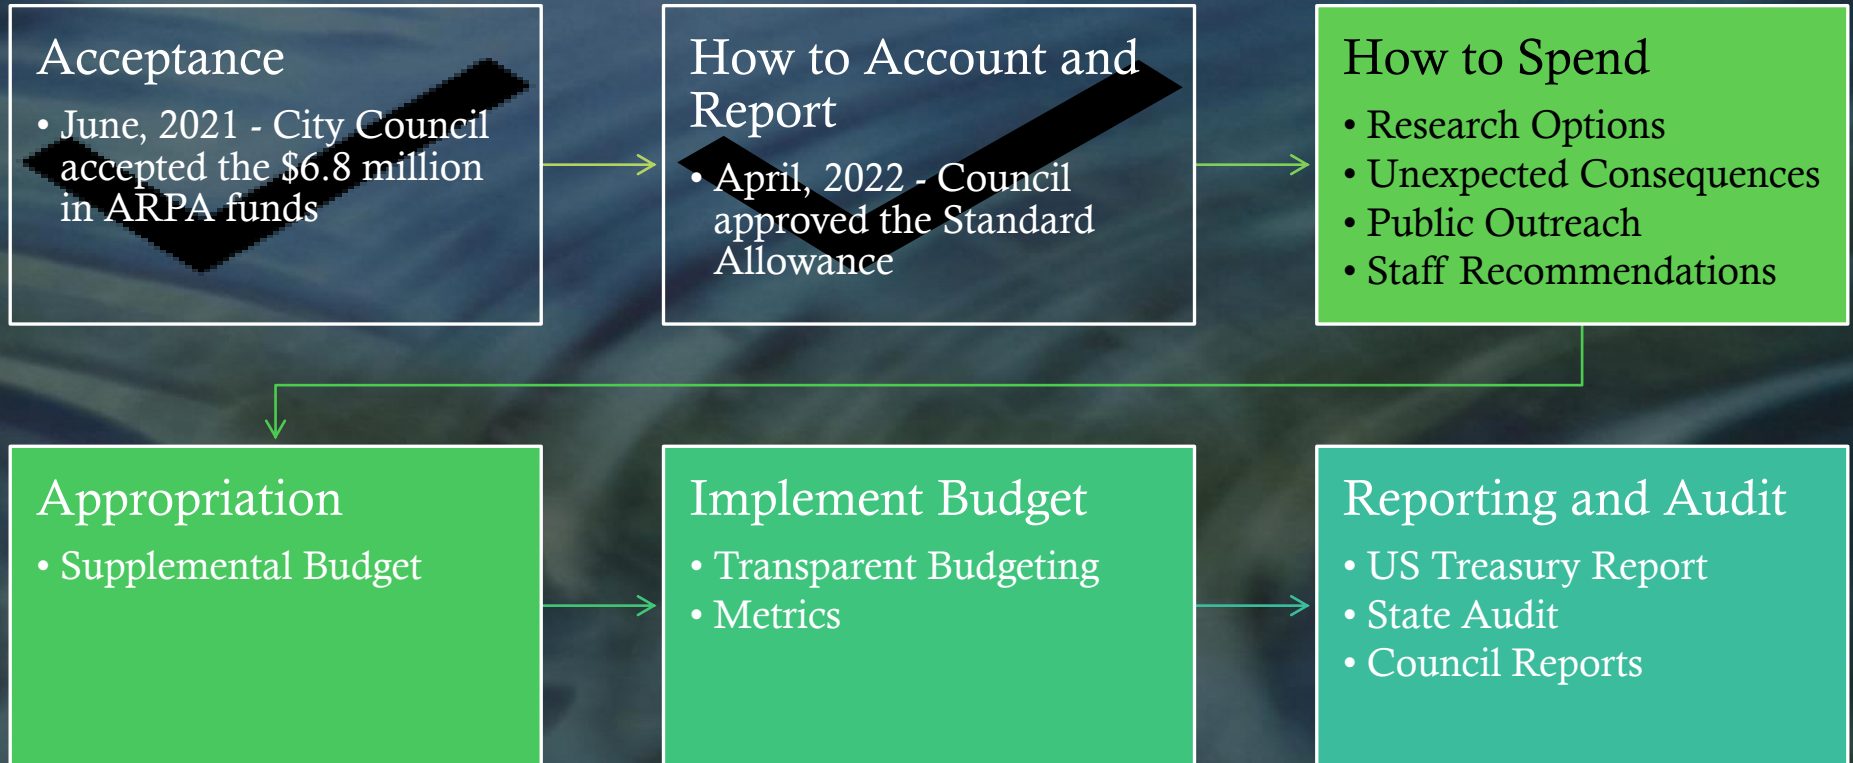 Acceptance
• June, 2021 - City Council
accepted the $6.8 million
in ARPA funds
How to Account and
Report
• April, 2022 - Council
approved the Standard
Allowance
How to Spend
• Research Options
• Unexpected Consequences
• Public Outreach
• Staff Recommendations
Appropriation
• Supplemental Budget
Implement Budget
• Transparent Budgeting
• Metrics
Reporting and Audit
• US Treasury Report
• State Audit
• Council Reports